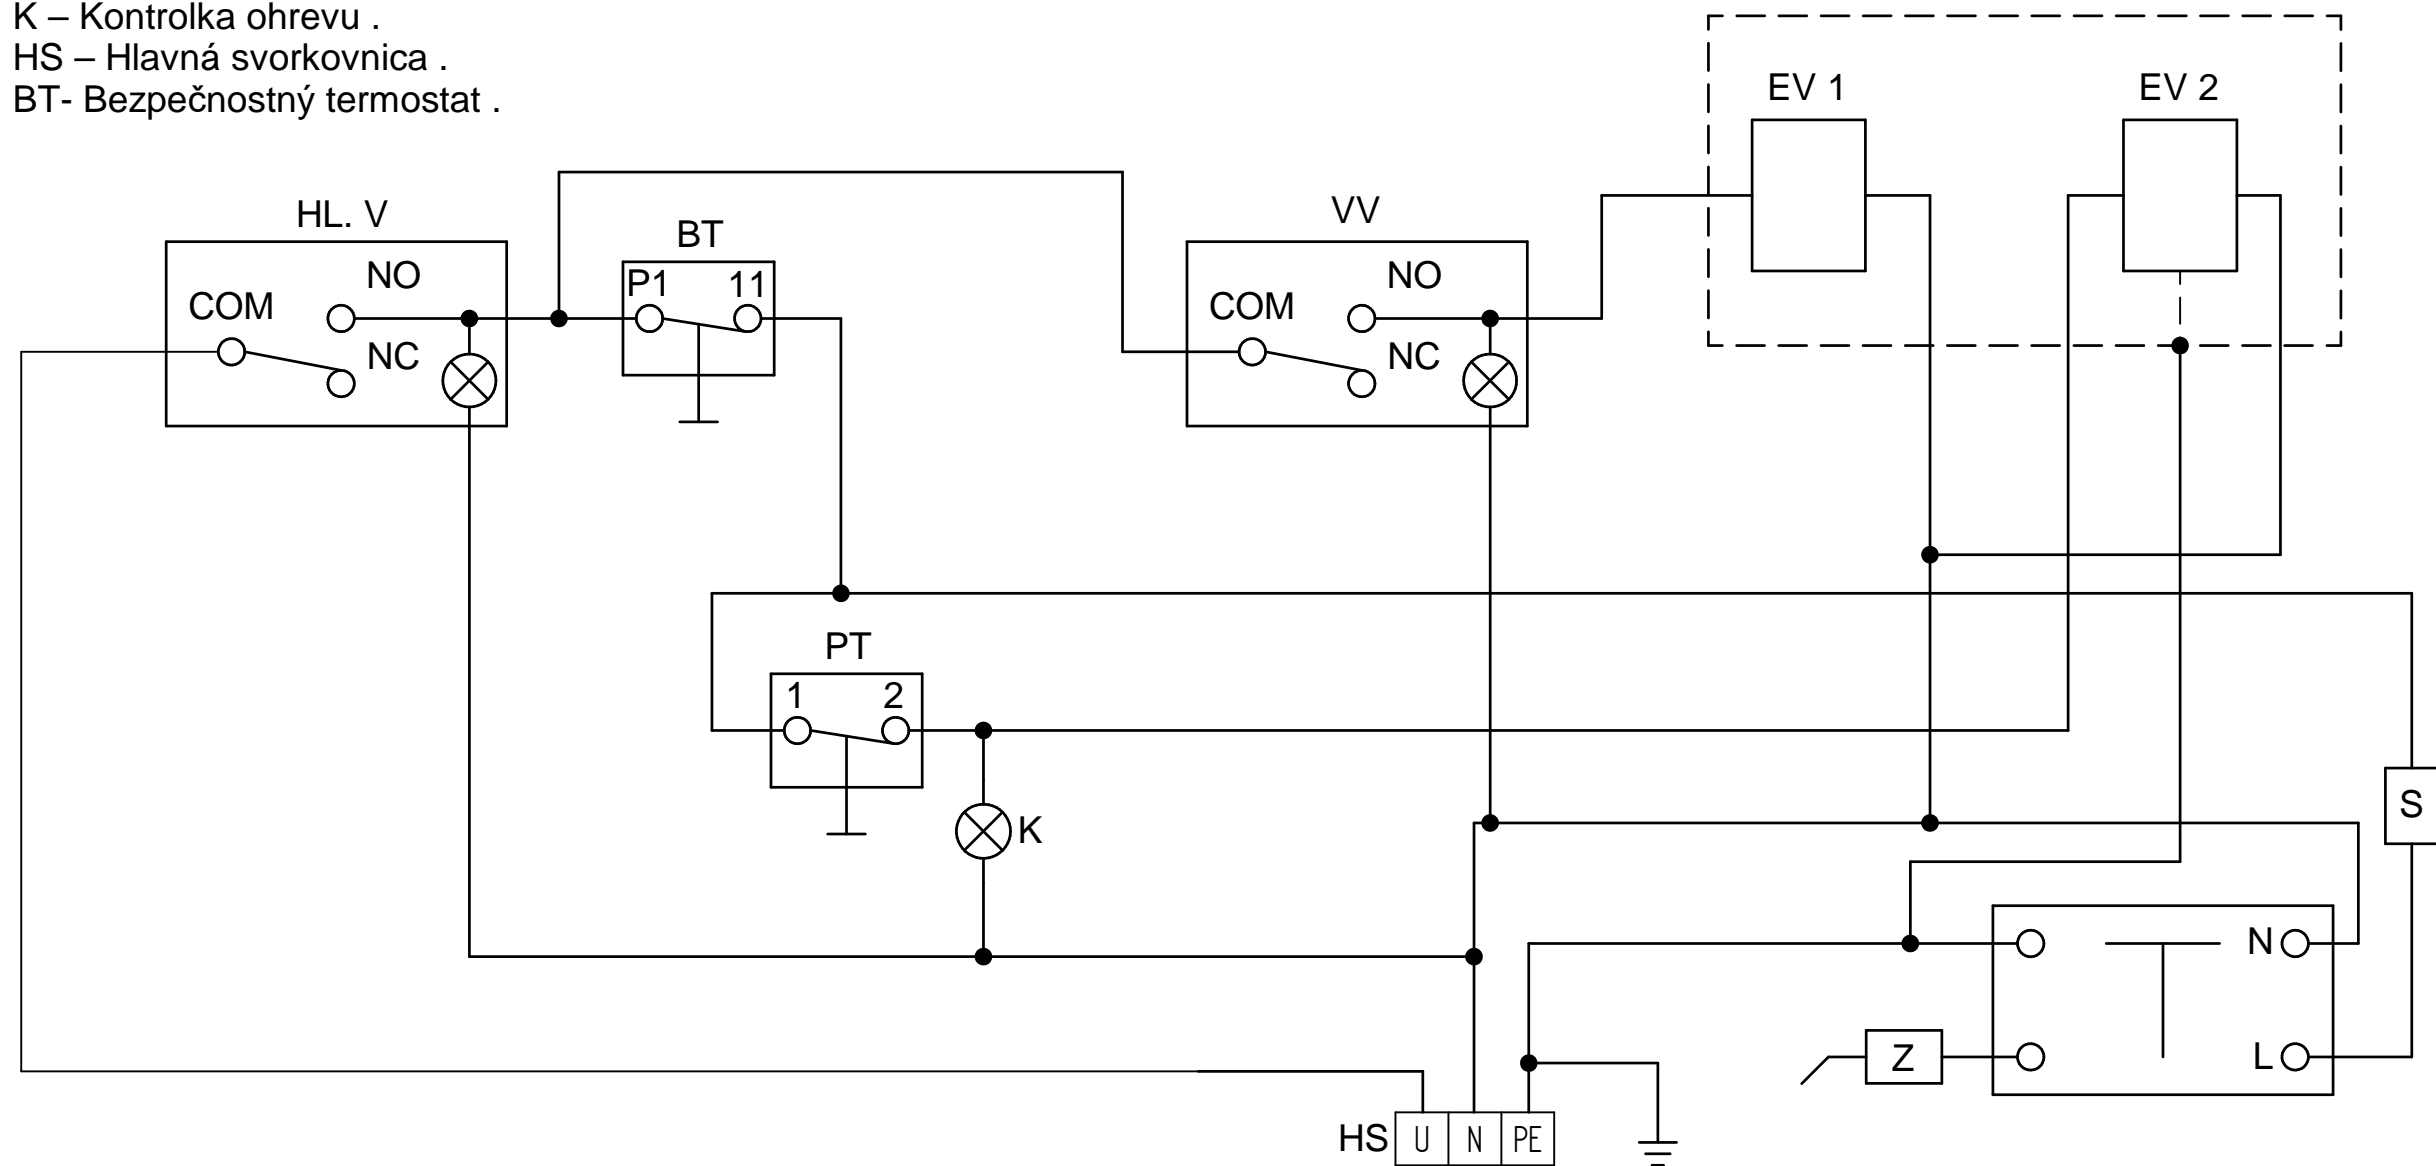 K – Kontrolka ohrevu .
HS – Hlavná svorkovnica .
BT- Bezpečnostný termostat .
EV 1
EV 2
HL. V
BT
VV
NO
P1
11
NO
COM
COM
NC
NC
PT
1
2
K
S
N
Z
L
HS
U
N
PE